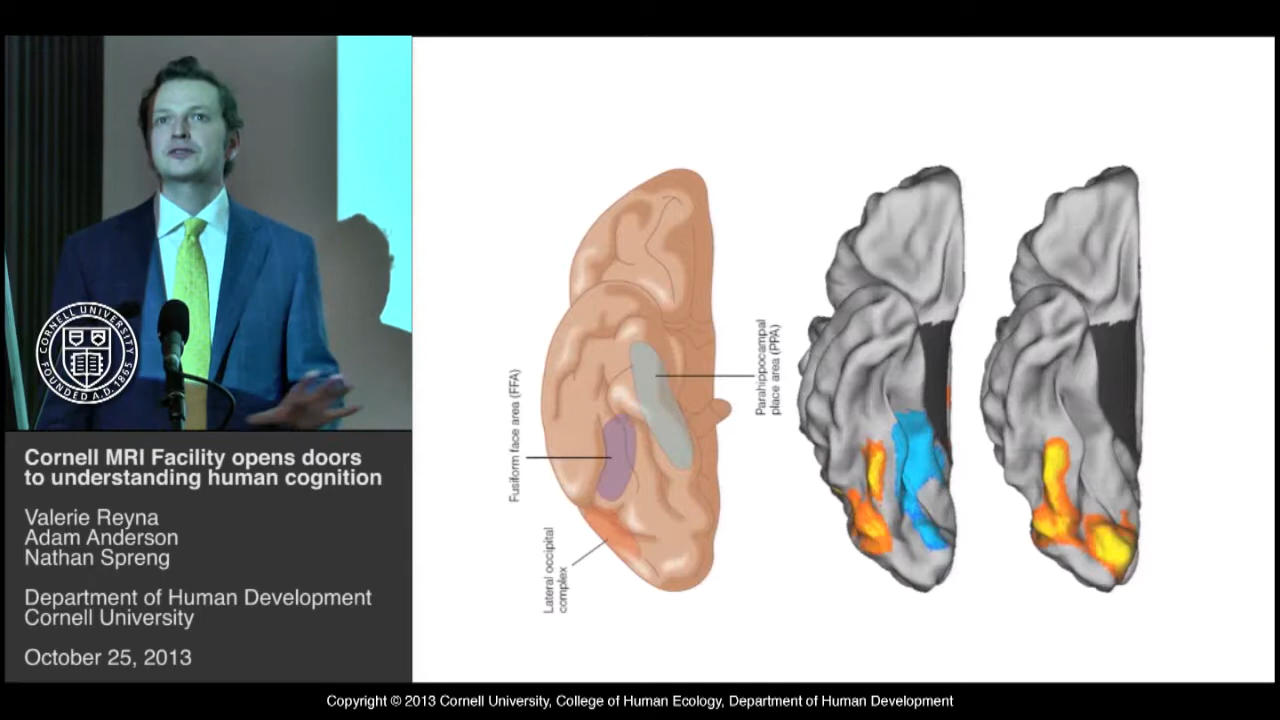 CORNELL UNIVERSITY
FOUNDED A.D. 1865
Cornell MRI Facility opens doors
to understanding human cognition
Valerie Reyna
Adam Anderson
Nathan Spreng
Department of Human Development
Cornell University
October 25, 2013
Fusiform face area (FFA)
Lateral occipital
complex
Parahippocampal
place area (PPA)
Copyright © 2013 Cornell University, College of Human Ecology, Department of Human Development